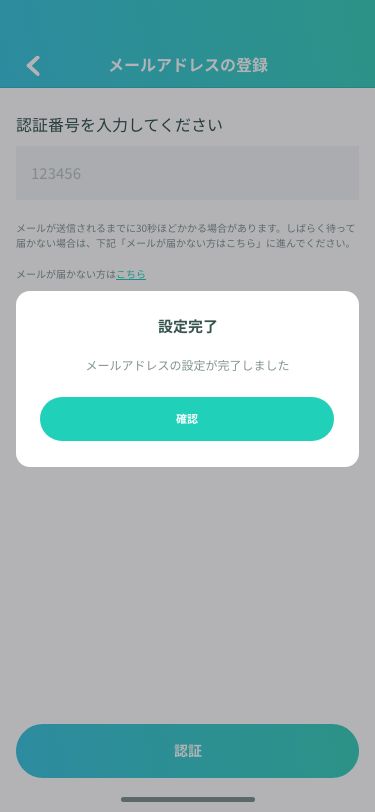 メールアドレスの登録
認証番号を入力してください
123456
メールが送信されるまでに30秒ほどかかる場合があります。しばらく待って
届かない場合は、下記「メールが届かない方はこちら」に進んでください。
メールが届かない方はこちら
設定完了
メールアドレスの設定が完了しました
確認
認証